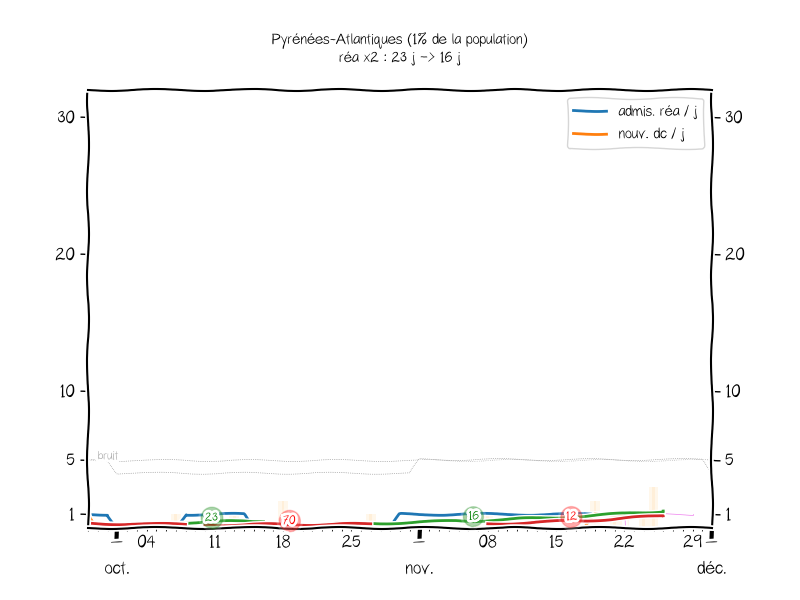 Pyrénées-Atlantiques (1% de la population)
réa x2 : 23 j -> 16 j
admis. réa / j
nouv. dc / j
30
30
20
20
10
10
5
bruit
5
1
23
70
16
12
1
04
11
18
25
08
15
22
29
oct.
nov.
déc.